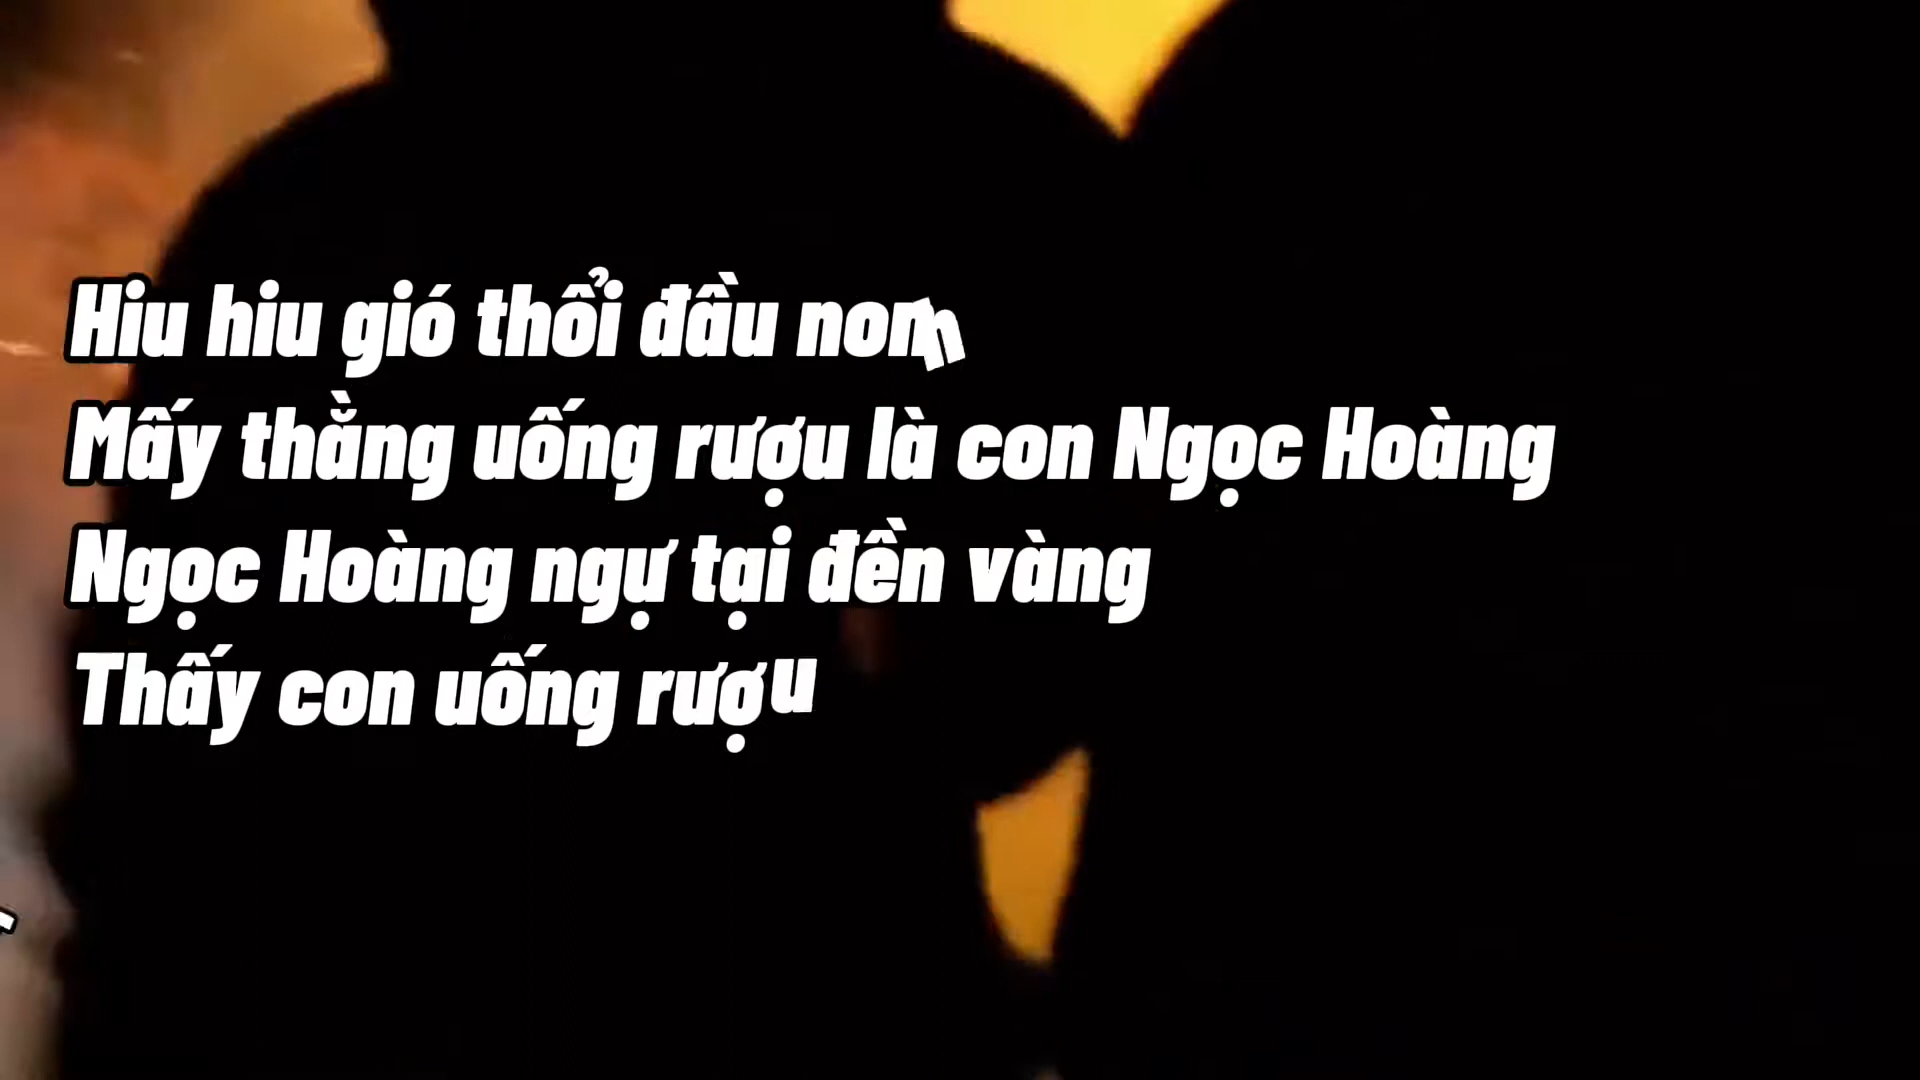 Hiu hiu gió thổi đầu non
Mấy thằng uống rượu là con Ngọc Hoàng
Ngọc Hoàng ngự tại đền vàng
Thấy con uống rượu